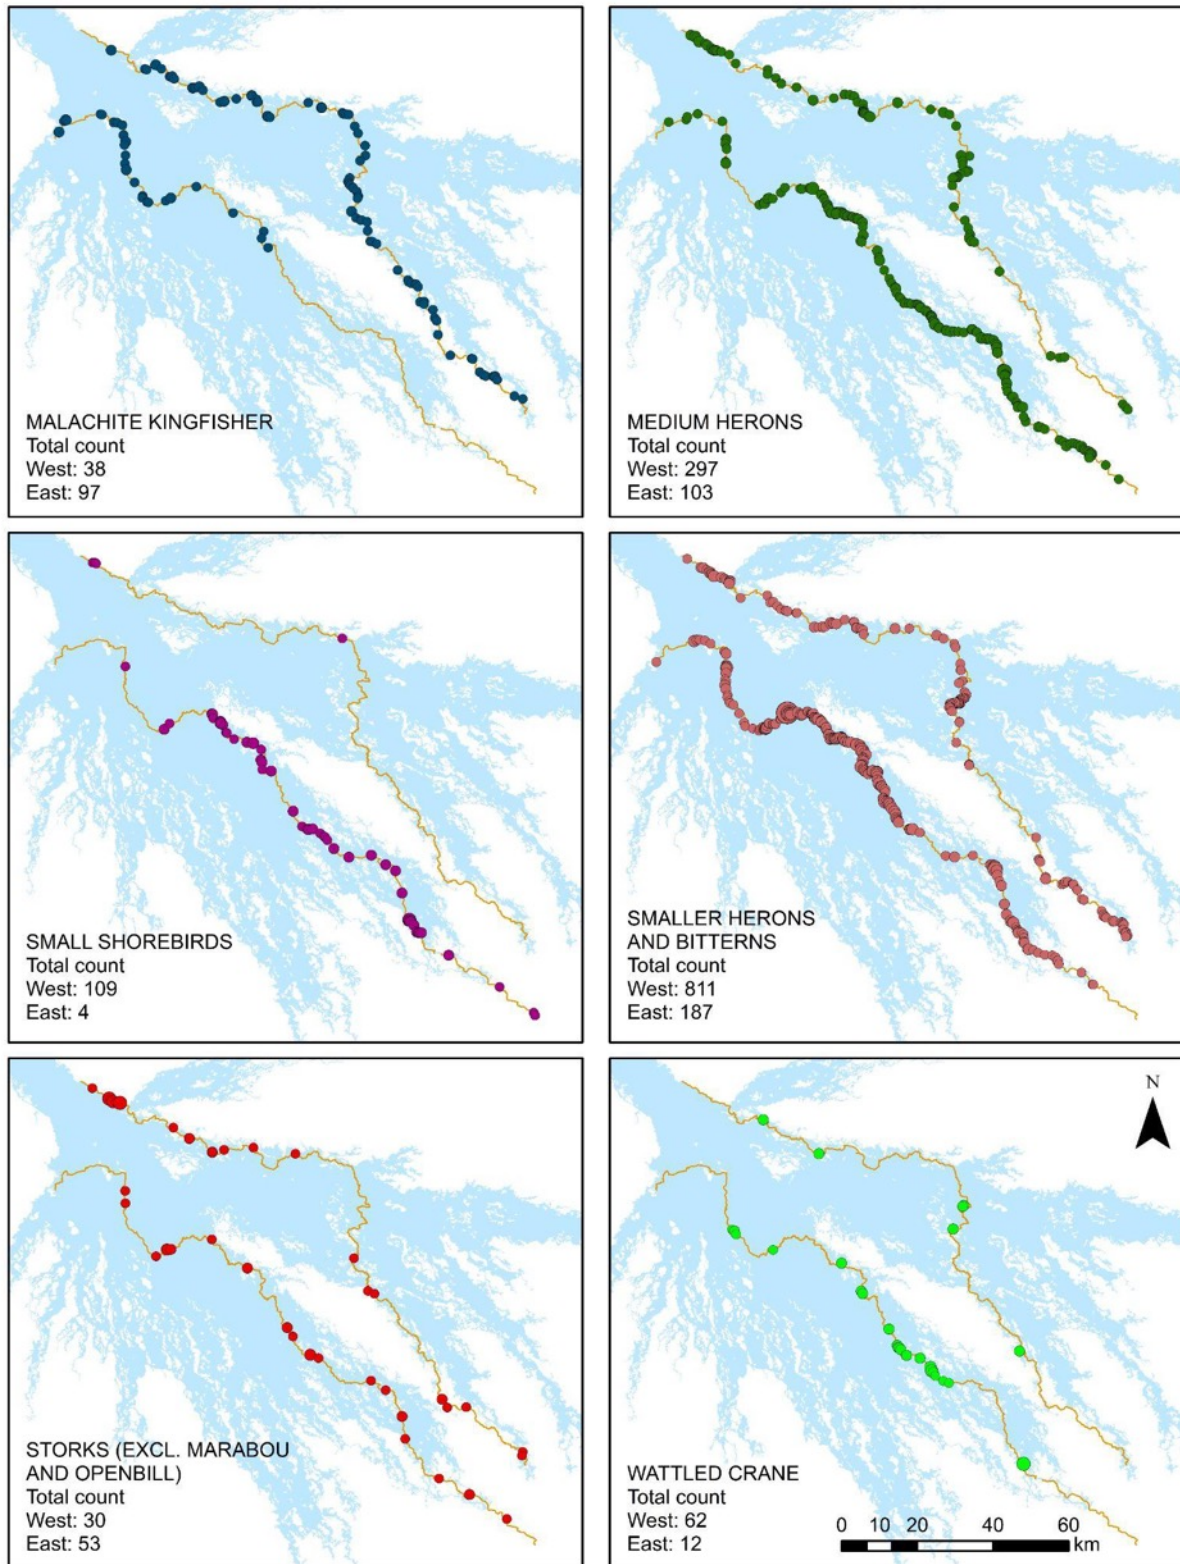 MALACHITE KINGFISHER
Total count
West: 38
East: 97
MEDIUM HERONS
Total count
West: 297
East: 103
SMALL SHOREBIRDS
Total count
West: 109
East: 4
SMALLER HERONS
AND BITTERNS
Total count
West: 811
East: 187
STORKS (EXCL. MARABOU
AND OPENBILL)
Total count
West: 30
East: 53
N
WATTLED CRANE
Total count
West: 62
East: 12
0 10 20 40 60
km